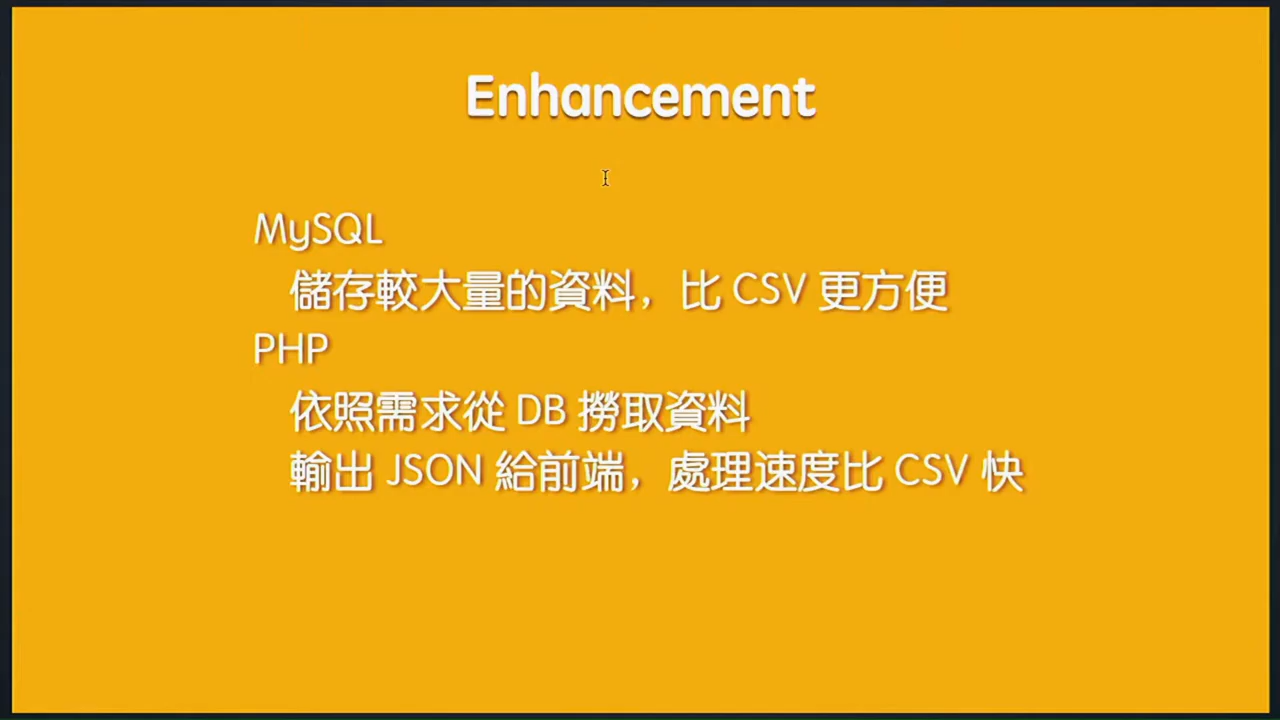 Enhancement
MySQL
儲存較大量的資料，比 CSV 更方便
PHP
依照需求從 DB 撈取資料
輸出 JSON 給前端，處理速度比 CSV 快